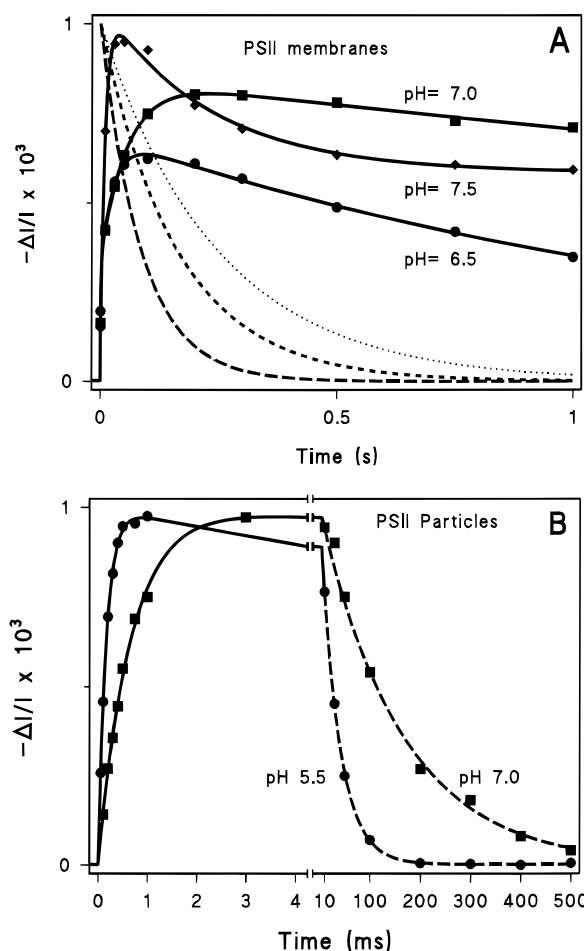 1
PSII membranes
A
pH= 7.0
pH= 7.5
pH= 6.5
-ΔI/I x 10³
0
0
0.5
1
Time (s)
1
PSII Particles
B
pH 5.5
pH 7.0
-ΔI/I x 10³
0
0 1 2 3 4 10 100 200 300 400 500
Time (ms)